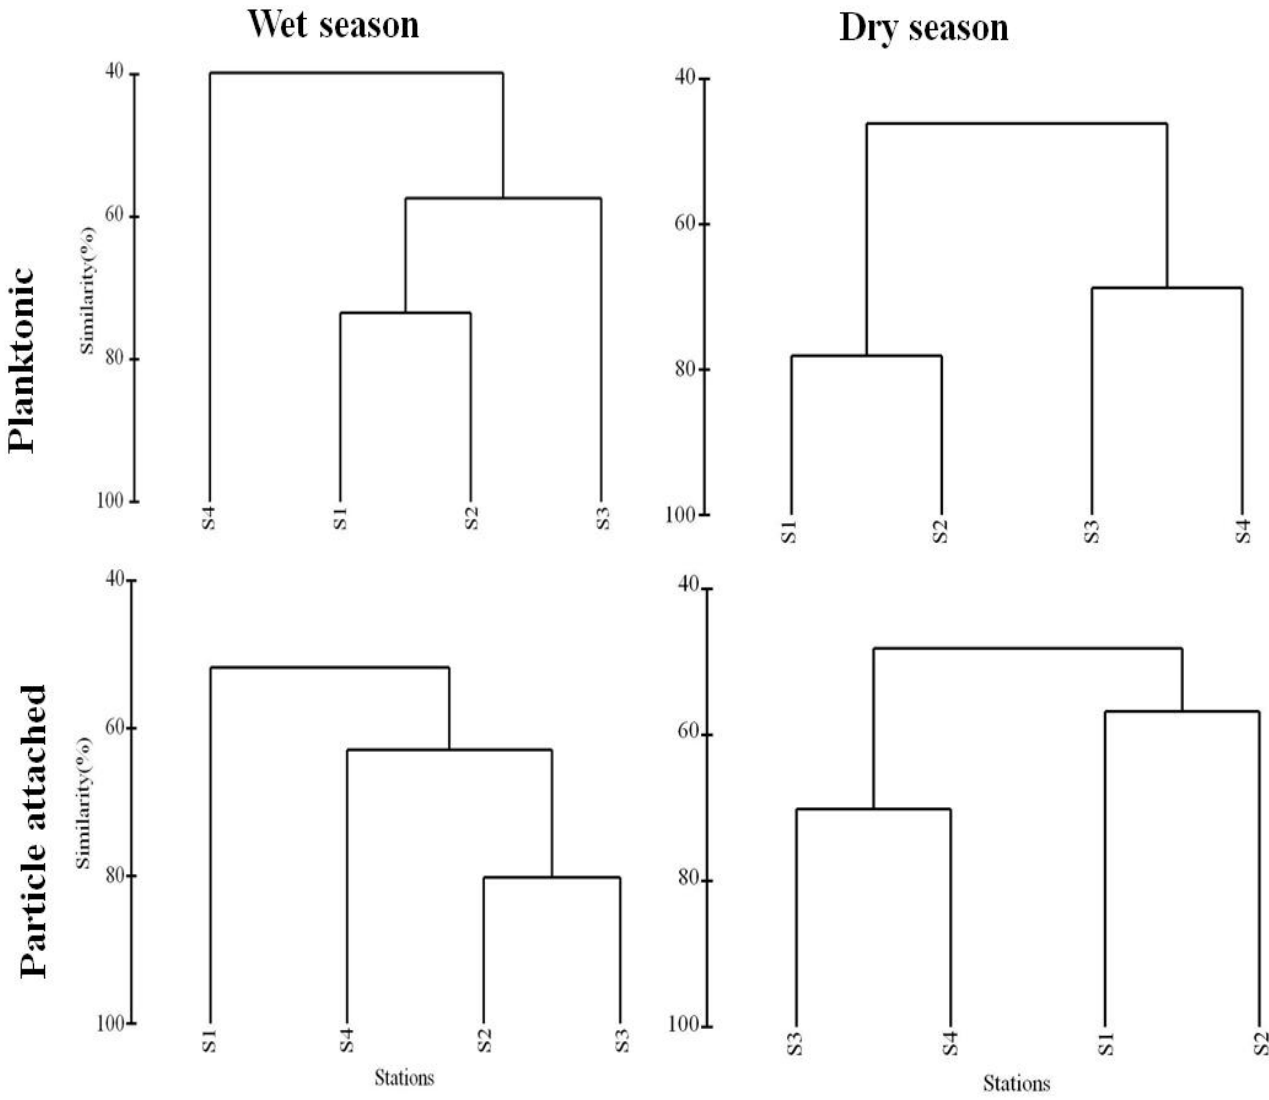 Wet season
Dry season
Planktonic
Similarity(%)
40
60
80
100
S4
S1
S2
S3
40
60
80
100
S1
S2
S3
S4
Particle attached
Similarity(%)
40
60
80
100
S1
S4
S2
S3
Stations
40
60
80
100
S3
S4
S1
S2
Stations